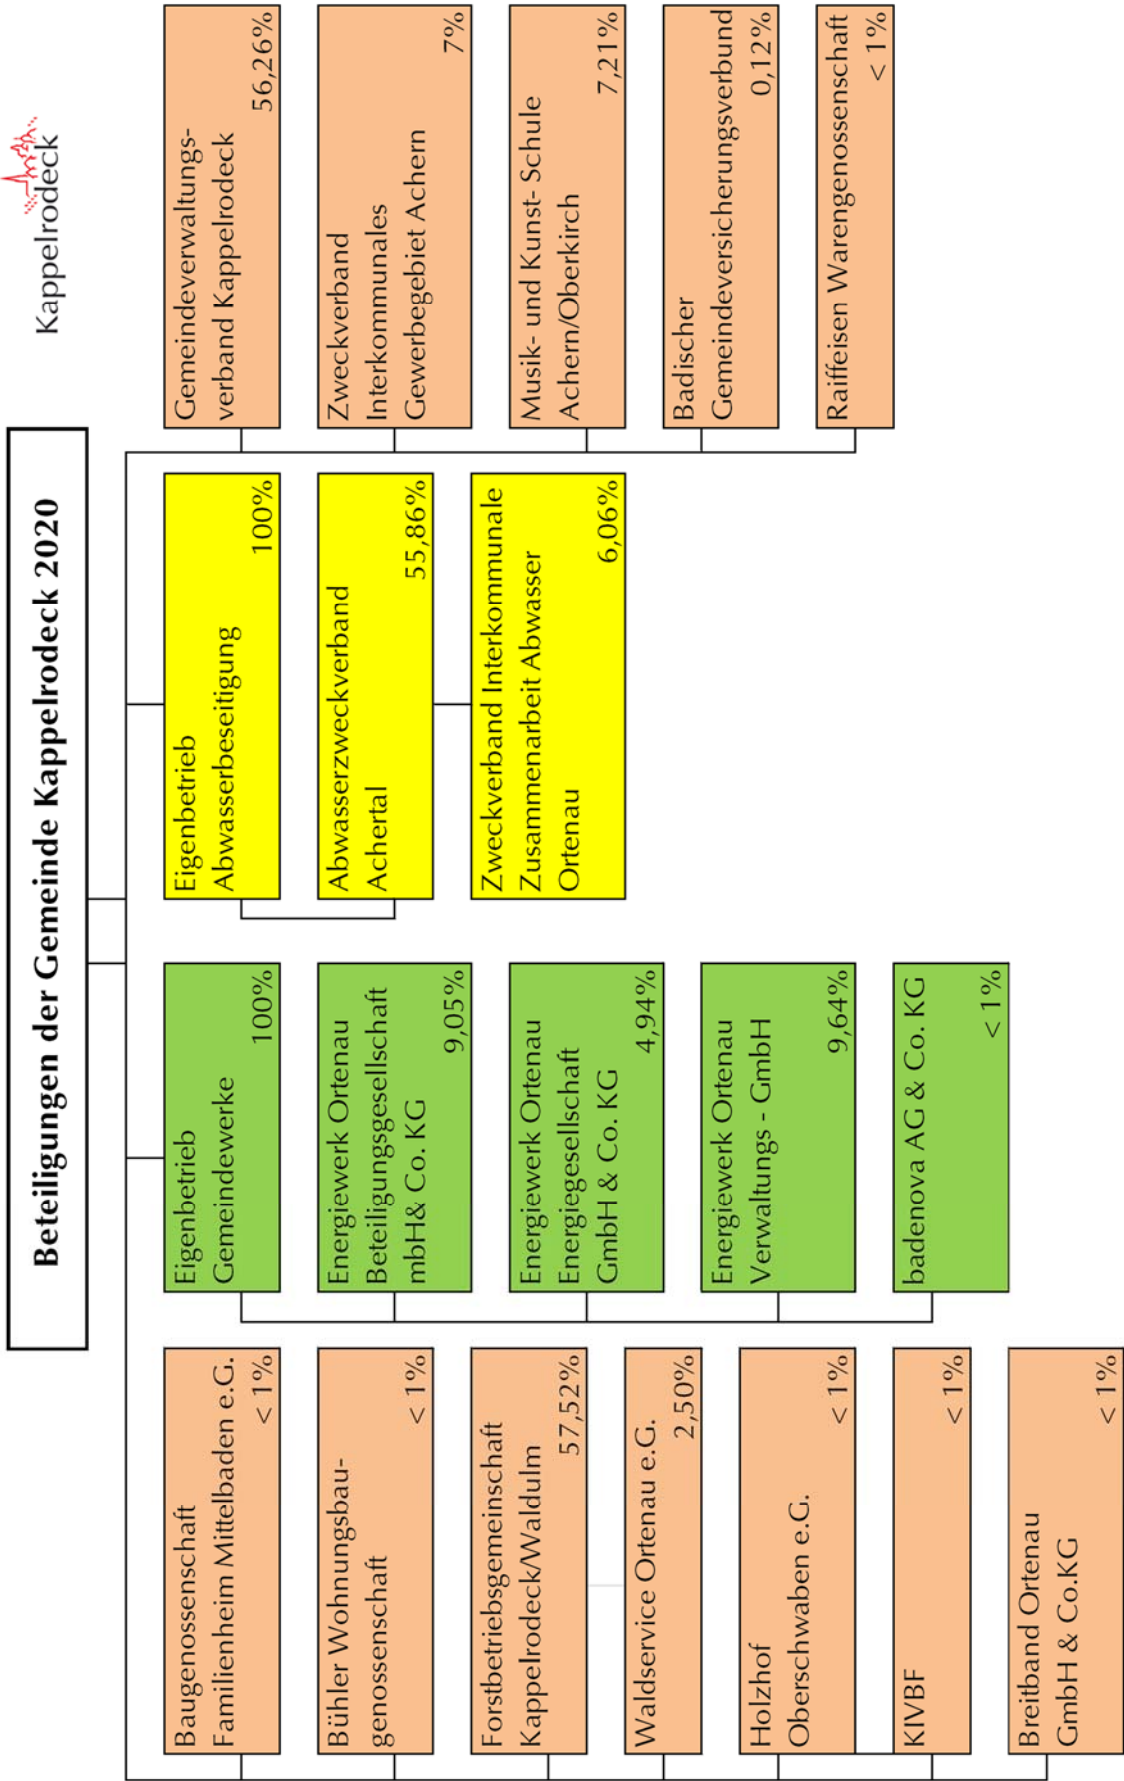 Kappelrodeck
Beteiligungen der Gemeinde Kappelrodeck 2020
Baugenossenschaft
Familienheim Mittelbaden e.G.
< 1%
Bühler Wohnungsbau-
genossenschaft
< 1%
Forstbetriebsgemeinschaft
Kappelrodeck/Waldulm
57,52%
Waldservice Ortenau e.G.
2,50%
Holzhof
Oberschwaben e.G.
< 1%
KIVBF
< 1%
Breitband Ortenau
GmbH & Co.KG
< 1%
Eigenbetrieb
Gemeindewerke
100%
Energiewerk Ortenau
Beteiligungsgesellschaft
mbH& Co. KG
9,05%
Energiewerk Ortenau
Energiegesellschaft
GmbH & Co. KG
4,94%
Energiewerk Ortenau
Verwaltungs - GmbH
9,64%
badenova AG & Co. KG
< 1%
Eigenbetrieb
Abwasserbeseitigung
100%
Abwasserzweckverband
Achertal
55,86%
Zweckverband Interkommunale
Zusammenarbeit Abwasser
Ortenau
6,06%
Gemeindeverwaltungs-
verband Kappelrodeck
56,26%
Zweckverband
Interkommunales
Gewerbegebiet Achern
7%
Musik- und Kunst- Schule
Achern/Oberkirch
7,21%
Badischer
Gemeindeversicherungsverbund
0,12%
Raiffeisen Warengenossenschaft
< 1%